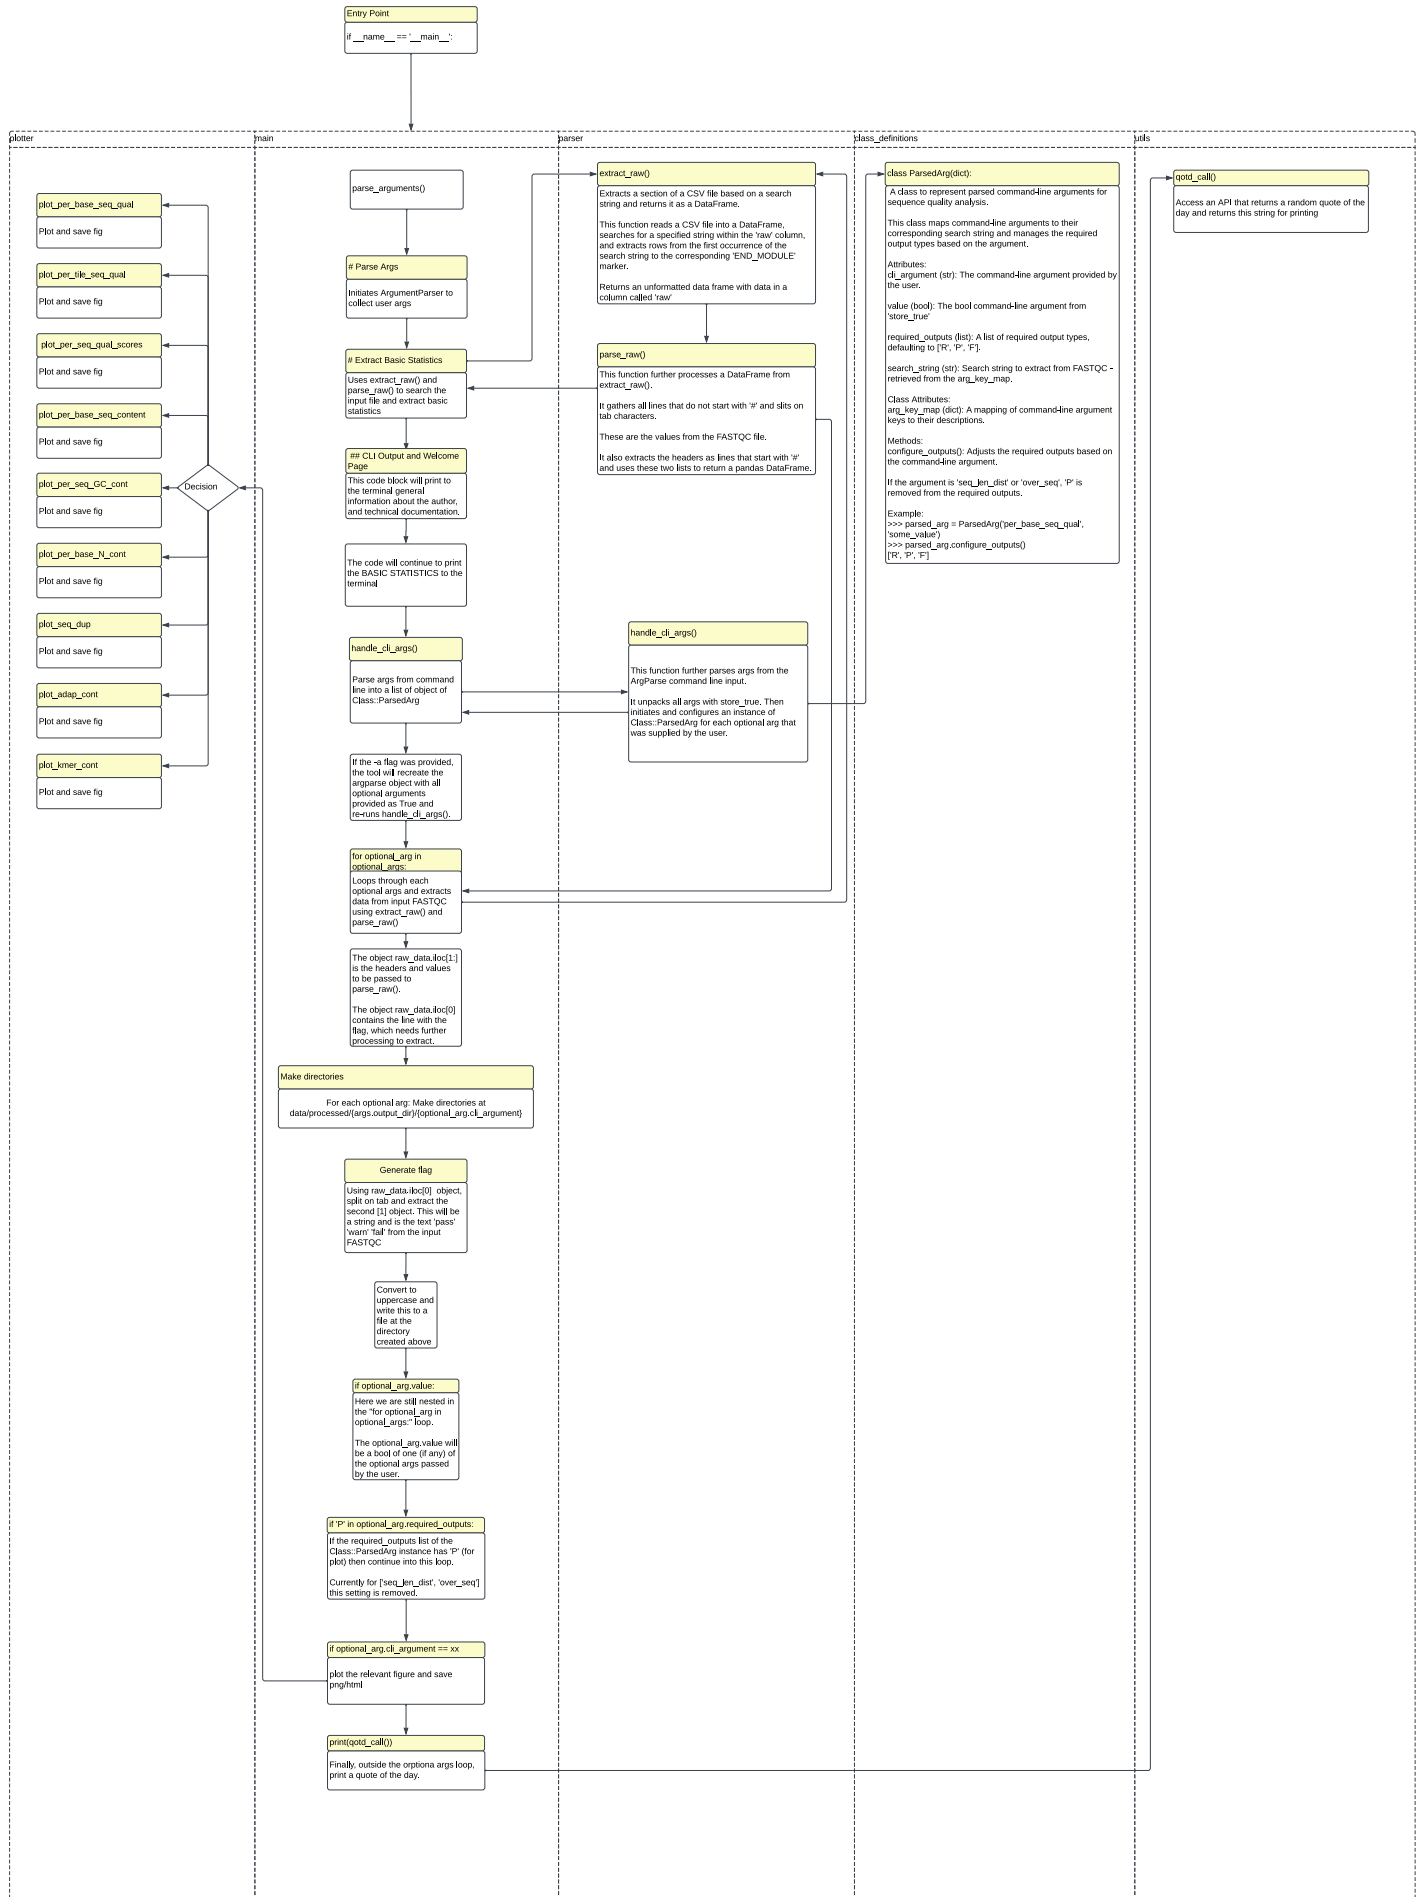 Entry Point
if __name__ == '__main__':
plotter
main
parser
class_definitions
utils
plot_per_base_seq_qual
Plot and save fig
plot_per_tile_seq_qual
Plot and save fig
plot_per_seq_qual_scores
Plot and save fig
plot_per_base_seq_content
Plot and save fig
plot_per_seq_GC_cont
Plot and save fig
plot_per_base_N_cont
Plot and save fig
plot_seq_dup
Plot and save fig
plot_adap_cont
Plot and save fig
plot_kmer_cont
Plot and save fig
Decision
parse_arguments()
# Parse Args
Initiates ArgumentParser to
collect user args
# Extract Basic Statistics
Uses extract_raw() and
parse_raw() to search the
input file and extract basic
statistics
## CLI Output and Welcome
Page
This code block will print to
the terminal general
information about the author,
and technical documentation.
The code will continue to print
the BASIC STATISTICS to the
terminal
handle_cli_args()
Parse args from command
line into a list of object of
Class::ParsedArg
If the -a flag was provided,
the tool will recreate the
argparse object with all
optional arguments
provided as True and
re-runs handle_cli_args().
for optional_arg in
optional_args:
Loops through each
optional args and extracts
data from input FASTQC
using extract_raw() and
parse_raw()
The object raw_data.iloc[1:]
is the headers and values
to be passed to
parse_raw().
The object raw_data.iloc[0]
contains the line with the
flag, which needs further
processing to extract.
Make directories
For each optional arg: Make directories at
data/processed/{args.output_dir}/{optional_arg.cli_argument}
Generate flag
Using raw_data.iloc[0]  object,
split on tab and extract the
second [1] object. This will be
a string and is the text 'pass'
'warn' 'fail' from the input
FASTQC
Convert to
uppercase and
write this to a
file at the
directory
created above
if optional_arg.value:
Here we are still nested in
the "for optional_arg in
optional_args:" loop.
The optional_arg.value will
be a bool of one (if any) of
the optional args passed
by the user.
if 'P' in optional_arg.required_outputs:
If the required_outputs list of the
Class::ParsedArg instance has 'P' (for
plot) then continue into this loop.
Currently for ['seq_len_dist', 'over_seq']
this setting is removed.
if optional_arg.cli_argument == xx
plot the relevant figure and save
png/html
print(qotd_call())
Finally, outside the orptiona args loop,
print a quote of the day.
extract_raw()
Extracts a section of a CSV file based on a search
string and returns it as a DataFrame.
This function reads a CSV file into a DataFrame,
searches for a specified string within the 'raw' column,
and extracts rows from the first occurrence of the
search string to the corresponding 'END_MODULE'
marker.
Returns an unformatted data frame with data in a
column called 'raw'
parse_raw()
This function further processes a DataFrame from
extract_raw().
It gathers all lines that do not start with '#' and slits on
tab characters.
These are the values from the FASTQC file.
It also extracts the headers as lines that start with '#'
and uses these two lists to return a pandas DataFrame.
handle_cli_args()
This function further parses args from the
ArgParse command line input.
It unpacks all args with store_true. Then
initiates and configures an instance of
Class::ParsedArg for each optional arg that
was supplied by the user.
class ParsedArg(dict):
A class to represent parsed command-line arguments for
sequence quality analysis.
This class maps command-line arguments to their
corresponding search string and manages the required
output types based on the argument.
Attributes:
cli_argument (str): The command-line argument provided by
the user.
value (bool): The bool command-line argument from
'store_true'
required_outputs (list): A list of required output types,
defaulting to ['R', 'P', 'F'].
search_string (str): Search string to extract from FASTQC -
retrieved from the arg_key_map.
Class Attributes:
arg_key_map (dict): A mapping of command-line argument
keys to their descriptions.
Methods:
configure_outputs(): Adjusts the required outputs based on
the command-line argument.
If the argument is 'seq_len_dist' or 'over_seq', 'P' is
removed from the required outputs.
Example:
>>> parsed_arg = ParsedArg('per_base_seq_qual',
'some_value')
>>> parsed_arg.configure_outputs()
['R', 'P', 'F']
qotd_call()
Access an API that returns a random quote of the
day and returns this string for printing